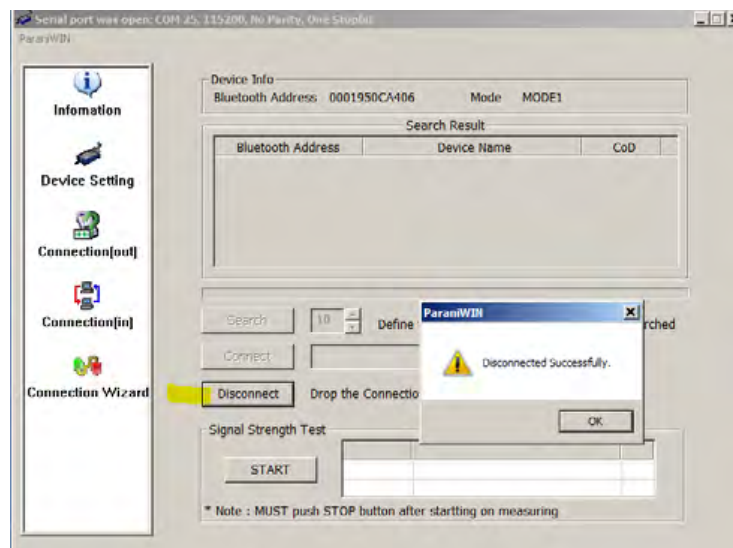 Serial port was open: COM 25, 115200, No Parity, One Stopbit
ParaniWIN
Infomation
Device Setting
Connection[out]
Connection[in]
Connection Wizard
Device Info
Bluetooth Address 0001950CA406 Mode MODE1
Search Result
Bluetooth Address Device Name CoD
Search 10 Define rched
Connect
Disconnect Drop the Connectio
ParaniWIN
Disconnected Successfully.
OK
Signal Strength Test
START
* Note : MUST push STOP button after startting on measuring